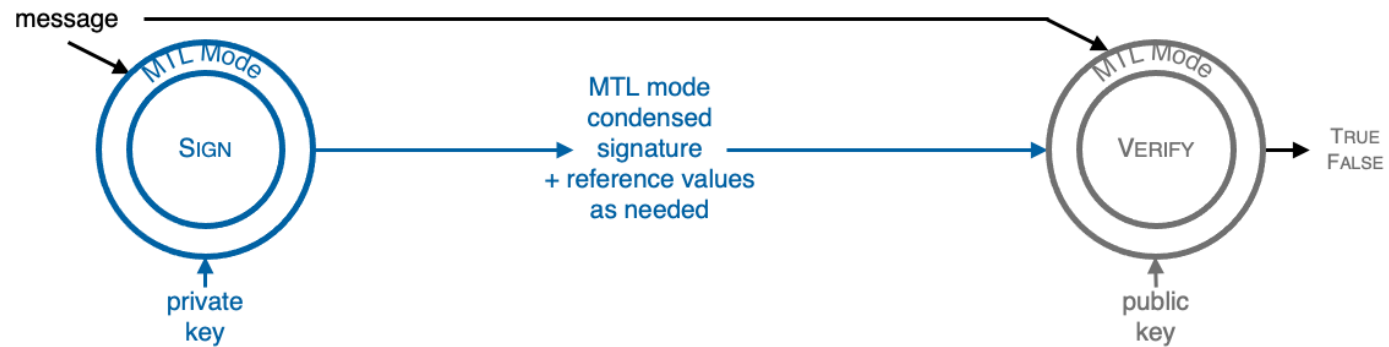 message
MTL Mode
SIGN
private
key
MTL mode
condensed
signature
+ reference values
as needed
MTL Mode
VERIFY
public
key
TRUE
FALSE